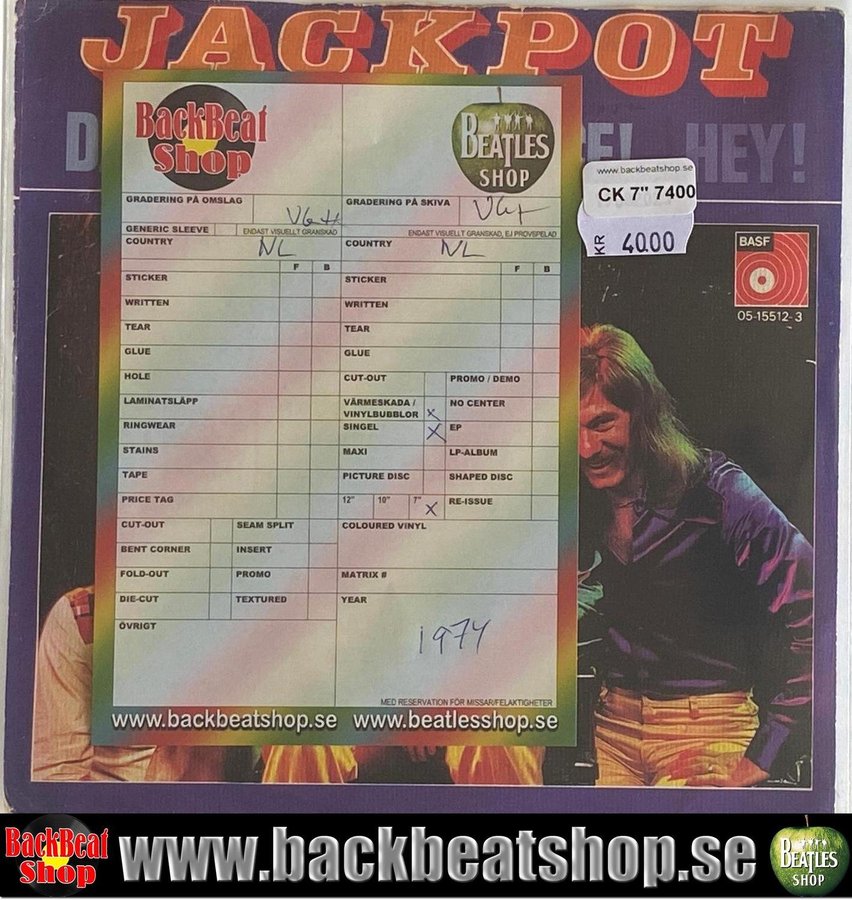 JACKPOT
HEY!
BackBeat
Shop
BEATLES
SHOP
www.backbeatshop.se
CK 7" 7400
KR 40.00
BASF
05-15512-3
GRADERING PÅ OMSLAG
GRADERING PÅ SKIVA VG+
GENERIC SLEEVE ENDAST VISUELLT GRANSKAD
ENDAST VISUELLT GRANSKAD, EJ PROVSPELAD
COUNTRY NL COUNTRY NL
F B F B
STICKER STICKER
WRITTEN WRITTEN
TEAR TEAR
GLUE GLUE
HOLE CUT-OUT PROMO / DEMO
LAMINATSLÄPP VÄRMESKADA / NO CENTER
VINYLBUBBLOR x
RINGWEAR SINGEL X EP
STAINS MAXI LP-ALBUM
TAPE PICTURE DISC SHAPED DISC
PRICE TAG 12" 10" 7" X RE-ISSUE
CUT-OUT SEAM SPLIT COLOURED VINYL
BENT CORNER INSERT
FOLD-OUT PROMO MATRIX #
DIE-CUT TEXTURED YEAR
ÖVRIGT
1974
MED RESERVATION FÖR MISSAR/FELAKTIGHETER
www.backbeatshop.se www.beatlesshop.se
BackBeat
Shop
www.backbeatshop.se
BEATLES
SHOP